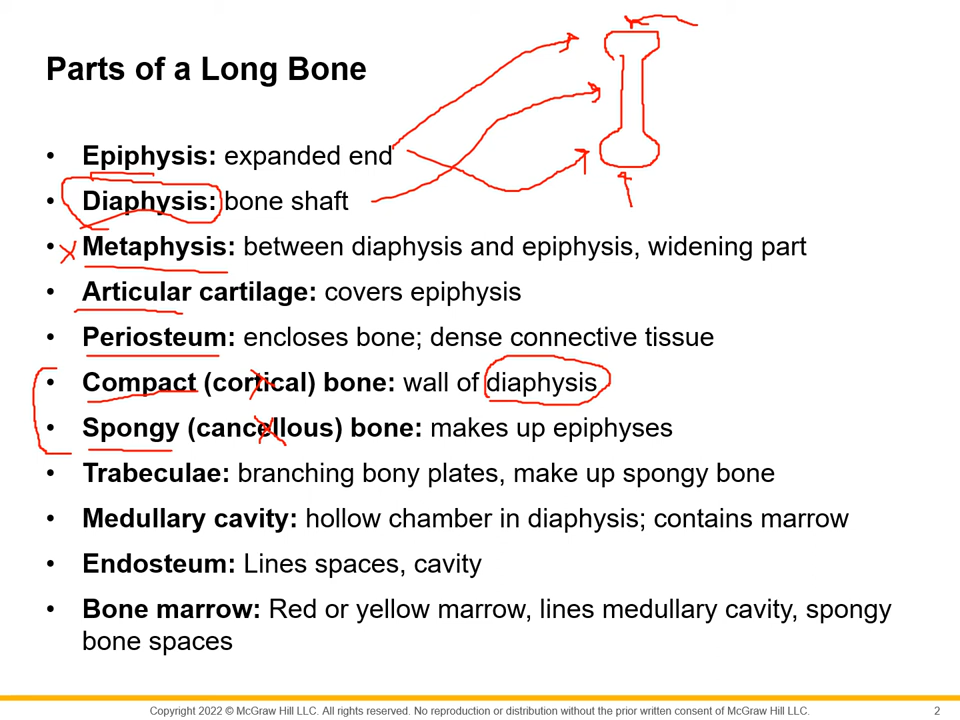 Parts of a Long Bone
• Epiphysis: expanded end
• Diaphysis: bone shaft
• Metaphysis: between diaphysis and epiphysis, widening part
• Articular cartilage: covers epiphysis
• Periosteum: encloses bone; dense connective tissue
• Compact (cortical) bone: wall of diaphysis
• Spongy (cancellous) bone: makes up epiphyses
• Trabeculae: branching bony plates, make up spongy bone
• Medullary cavity: hollow chamber in diaphysis; contains marrow
• Endosteum: Lines spaces, cavity
• Bone marrow: Red or yellow marrow, lines medullary cavity, spongy
bone spaces
Copyright 2022 © McGraw Hill LLC. All rights reserved. No reproduction or distribution without the prior written consent of McGraw Hill LLC.
2